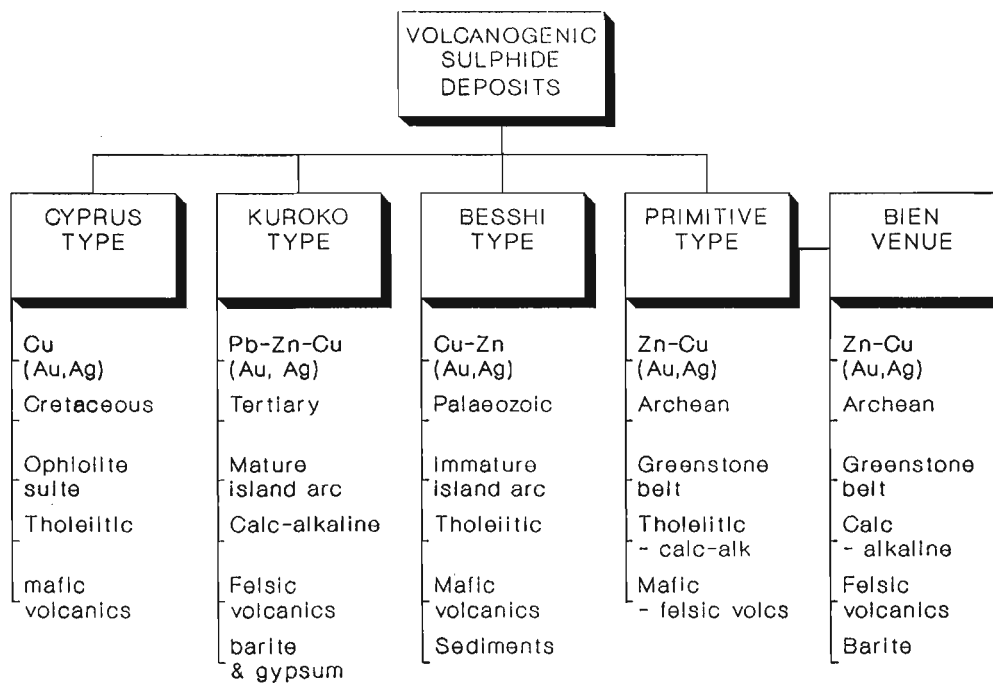 VOLCANOGENIC
SULPHIDE
DEPOSITS
CYPRUS
TYPE
Cu
(Au,Ag)
Cretaceous
Ophiolite
suite
Tholeiitic
mafic
volcanics
KUROKO
TYPE
Pb-Zn-Cu
(Au, Ag)
Tertiary
Mature
island arc
Calc-alkaline
Felsic
volcanics
barite
& gypsum
BESSHI
TYPE
Cu-Zn
(Au,Ag)
Palaeozoic
Immature
island arc
Tholeiitic
Mafic
volcanics
Sediments
PRIMITIVE
TYPE
Zn-Cu
(Au,Ag)
Archean
Greenstone
belt
Tholeiitic
- calc-alk
Mafic
- felsic volcs
BIEN
VENUE
Zn-Cu
(Au,Ag)
Archean
Greenstone
belt
Calc
- alkaline
Felsic
volcanics
Barite